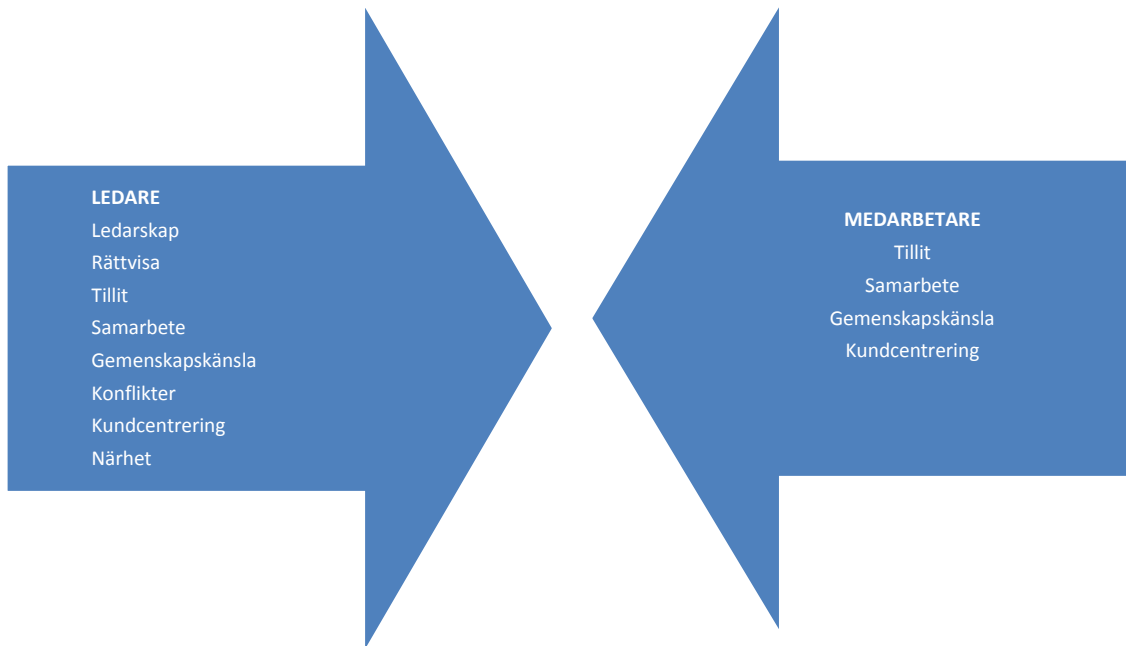 LEDARE
Ledarskap
Rättvisa
Tillit
Samarbete
Gemenskapskänsla
Konflikter
Kundcentrering
Närhet
MEDARBETARE
Tillit
Samarbete
Gemenskapskänsla
Kundcentrering